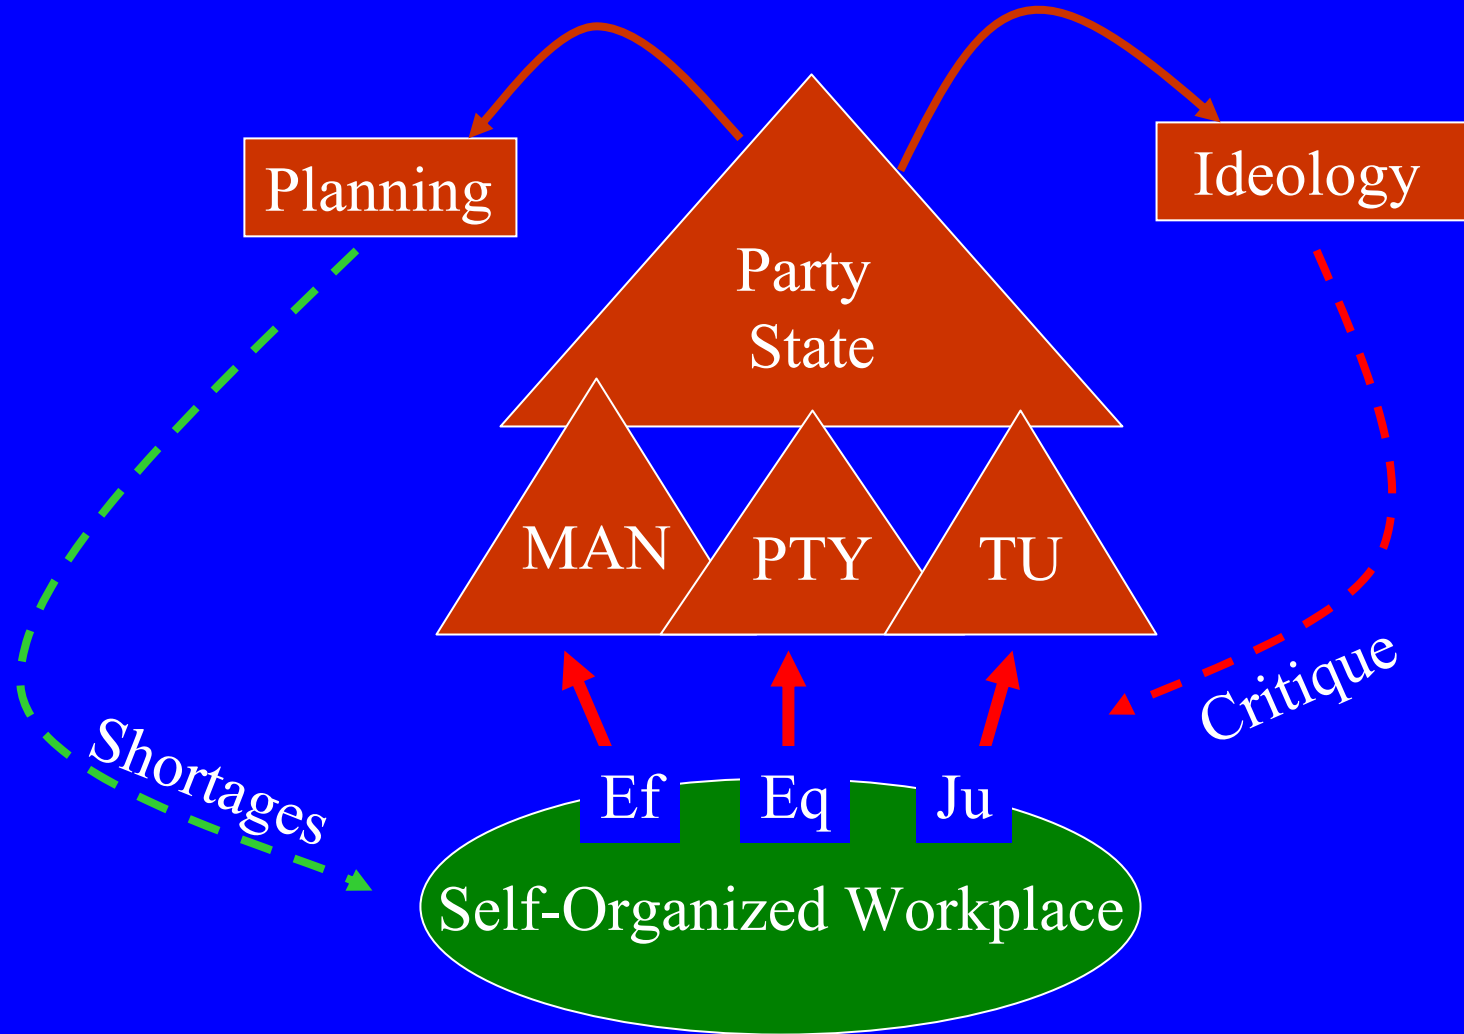 Planning
Ideology
Party
State
MAN
PTY
TU
Critique
Shortages
Ef
Eq
Ju
Self-Organized Workplace